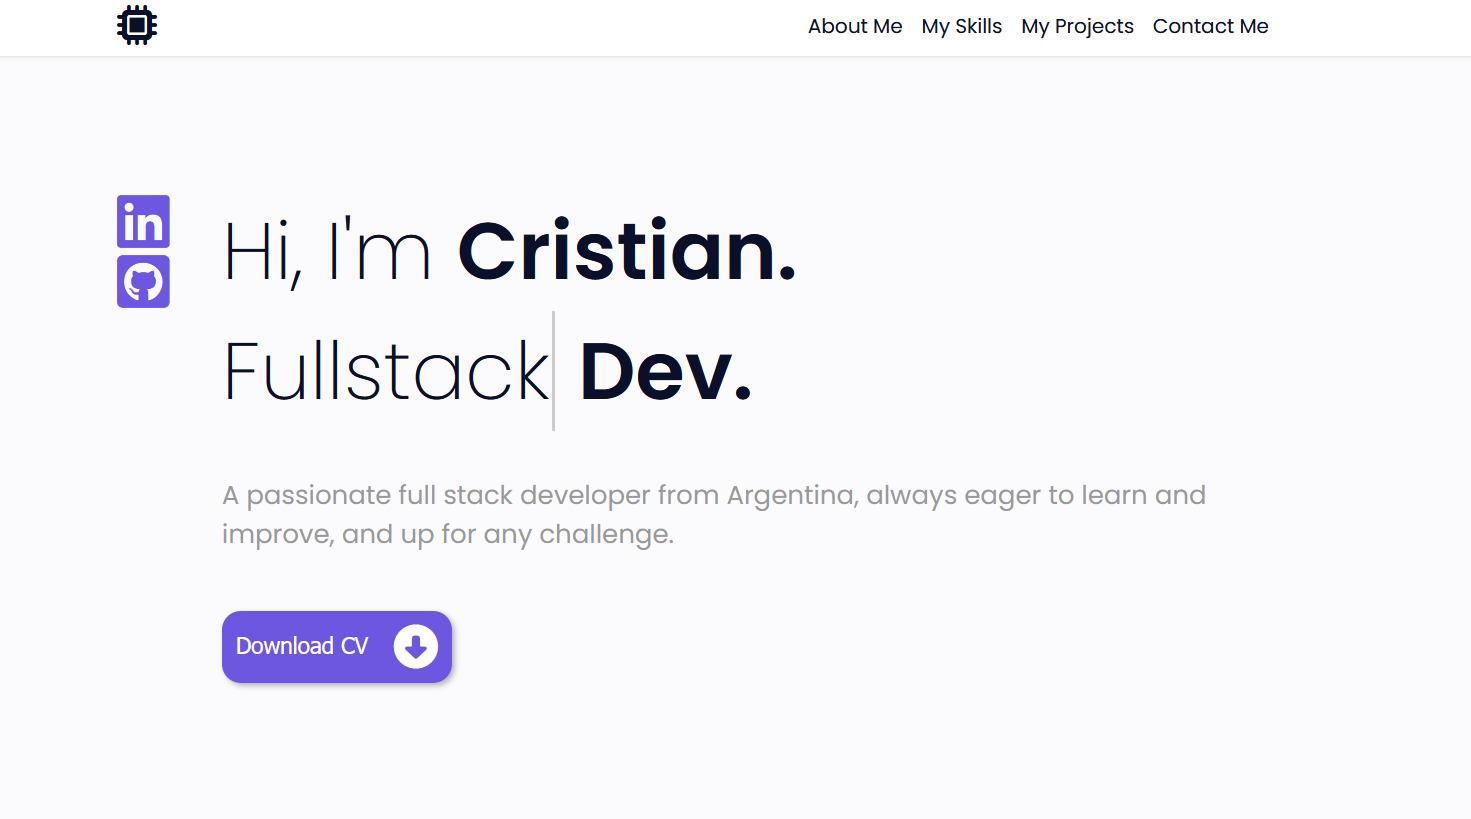 About Me My Skills My Projects Contact Me
in
Hi, I'm Cristian.
Fullstack Dev.
A passionate full stack developer from Argentina, always eager to learn and
improve, and up for any challenge.
Download CV